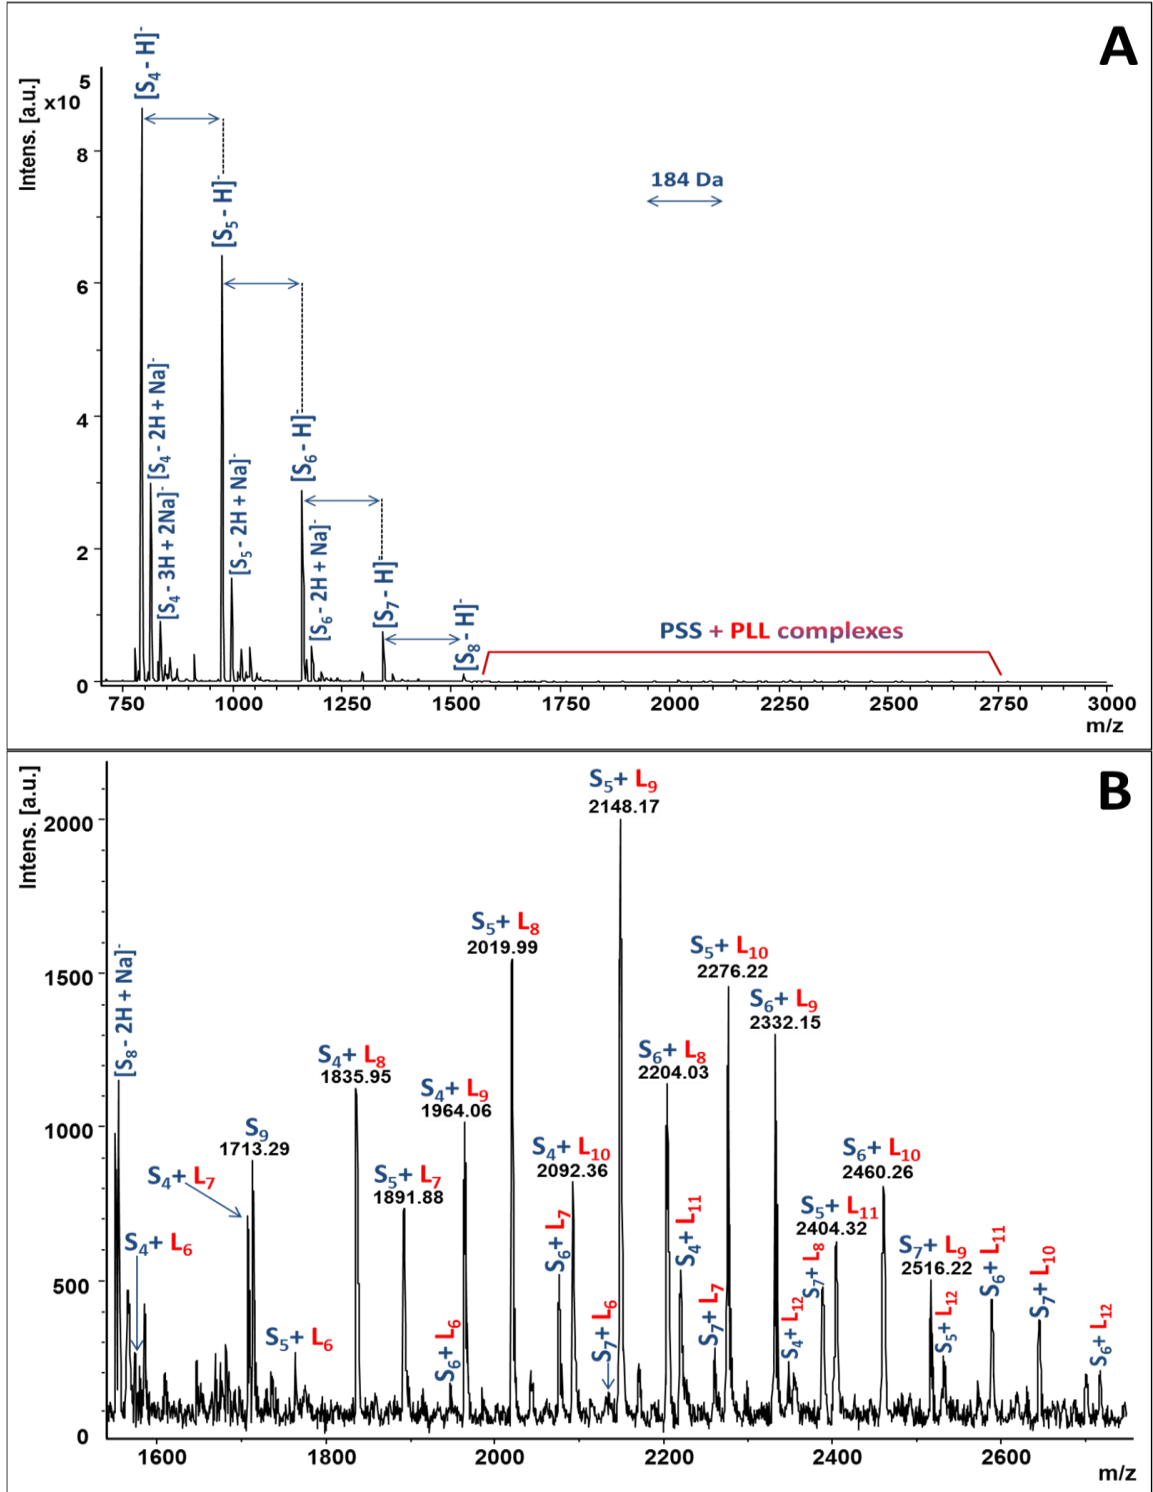 A
Intens. [a.u.]
x10
5
8
6
4
2
0
[S4 - H]-
[S4 - 2H + Na]-
[S4 - 3H + 2Na]-
[S5 - H]-
[S5 - 2H + Na]-
[S6 - H]-
[S6 - 2H + Na]-
[S7 - H]-
[S8 - H]-
184 Da
PSS + PLL complexes
750 1000 1250 1500 1750 2000 2250 2500 2750 3000
m/z
B
Intens. [a.u.]
2000
1500
1000
500
0
[S8 - 2H + Na]-
S4+ L6
S4+ L7
S9
1713.29
S5+ L6
S4+ L8
1835.95
S5+ L7
1891.88
S6+ L6
S4+ L9
1964.06
S5+ L8
2019.99
S6+ L7
S4+ L10
2092.36
S7+ L6
S5+ L9
2148.17
S6+ L8
2204.03
S4+ L11
S7+ L7
S5+ L10
2276.22
S6+ L9
2332.15
S4+ L12
S7+ L8
S5+ L11
2404.32
S6+ L10
2460.26
S7+ L9
2516.22
S5+ L12
S6+ L11
S7+ L10
S6+ L12
1600 1800 2000 2200 2400 2600
m/z